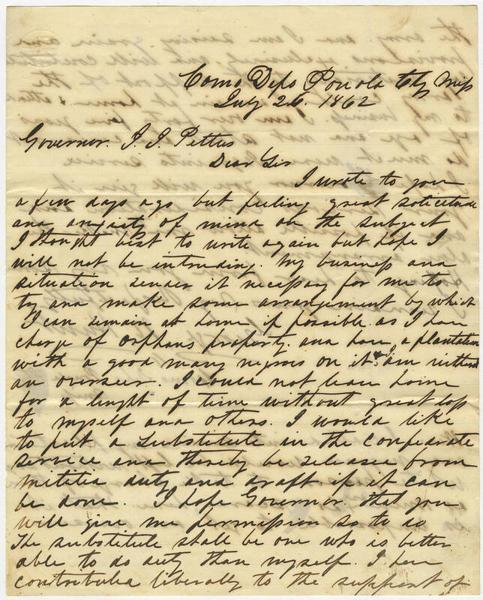 Como Depo Ponola Cty Miss
July 26. 1862
Governor. J. J. Pettus
Dear Sir
I wrote to you
a few days ago but feeling great solicitude
and anxiety of mind on the subject
I thought best to write again but hope I
will not be intruding. My business and
situation renders it necessary for me to
try and make some arrangement by which
I can remain at home if possible as I have
charge of orphans property. and have a plantation
with a good many negros on it & am without
an overseer. I could not leave home
for a lenght of time without great loss
to myself and others. I would like
to put a substitute in the Confederate
service and thereby be released from
militia duty and draft if it can
be done. I hope Governor that you
will give me permission so to do
The substitute shall be one who is better
able to do duty than myself. I have
contributed liberally to the support of